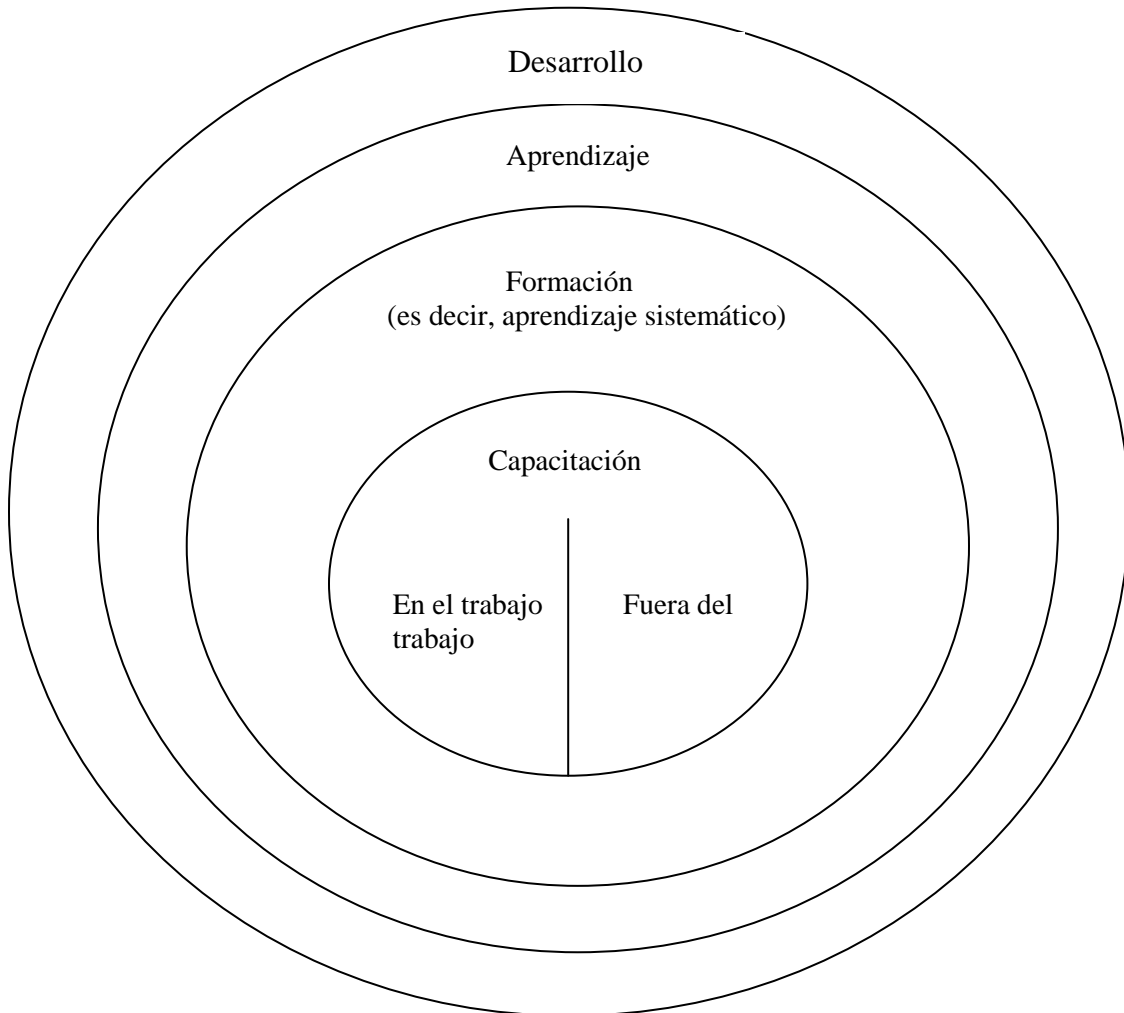 Desarrollo
Aprendizaje
Formación
(es decir, aprendizaje sistemático)
Capacitación
En el trabajo Fuera del
trabajo